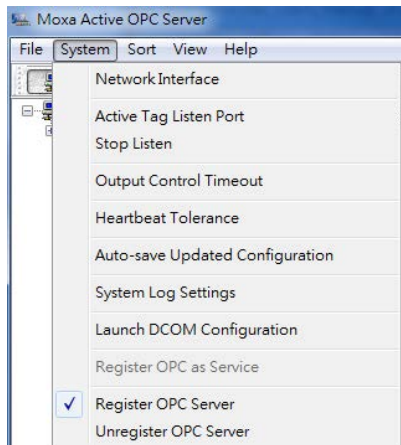 Moxa Active OPC Server
File System Sort View Help
Network Interface
Active Tag Listen Port
Stop Listen
Output Control Timeout
Heartbeat Tolerance
Auto-save Updated Configuration
System Log Settings
Launch DCOM Configuration
Register OPC as Service
Register OPC Server
Unregister OPC Server